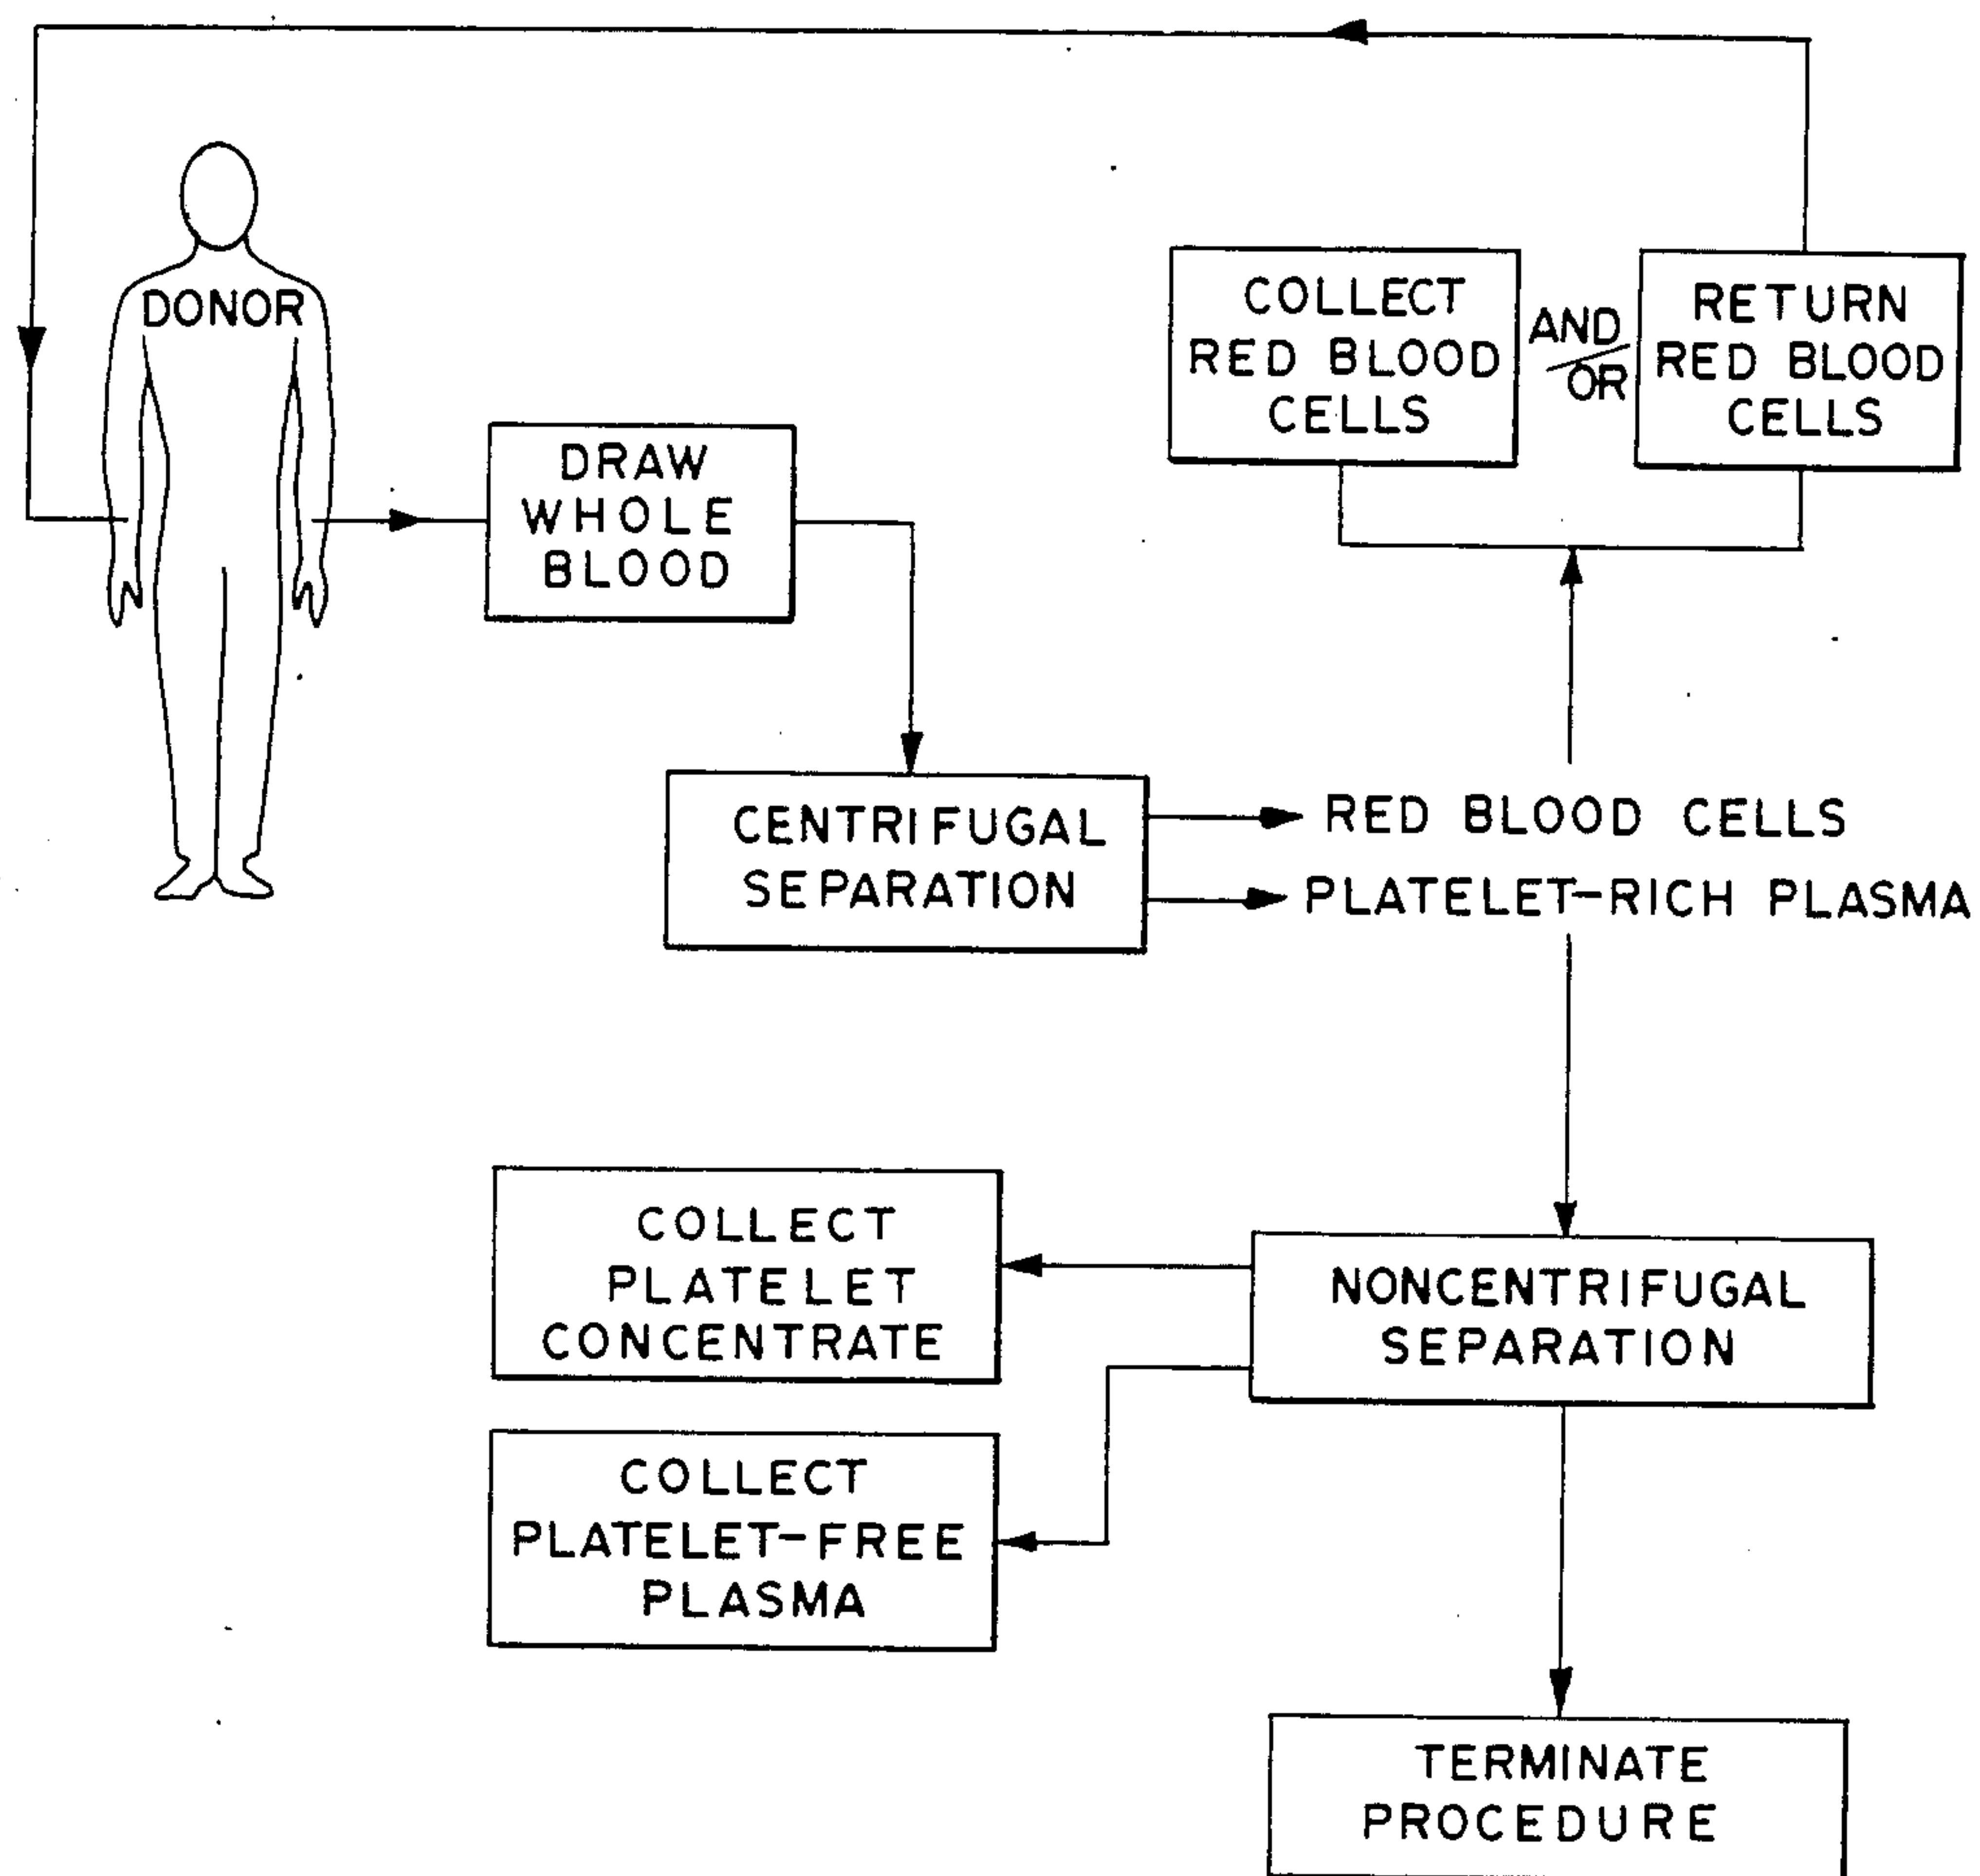 DONOR
DRAW
WHOLE
BLOOD
COLLECT
RED BLOOD
CELLS
AND
OR
RETURN
RED BLOOD
CELLS
CENTRIFUGAL
SEPARATION
RED BLOOD CELLS
PLATELET-RICH PLASMA
COLLECT
PLATELET
CONCENTRATE
NONCENTRIFUGAL
SEPARATION
COLLECT
PLATELET-FREE
PLASMA
TERMINATE
PROCEDURE